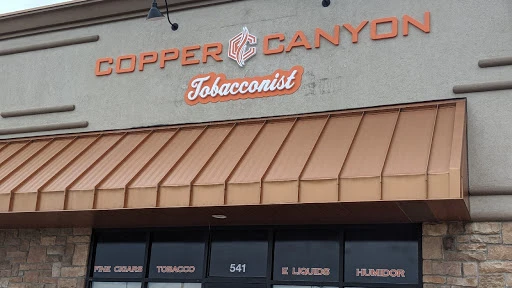 COPPER CANYON
Tobacconist
FINE CIGARS TOBACCO 541 E LIQUIDS HUMIDOR